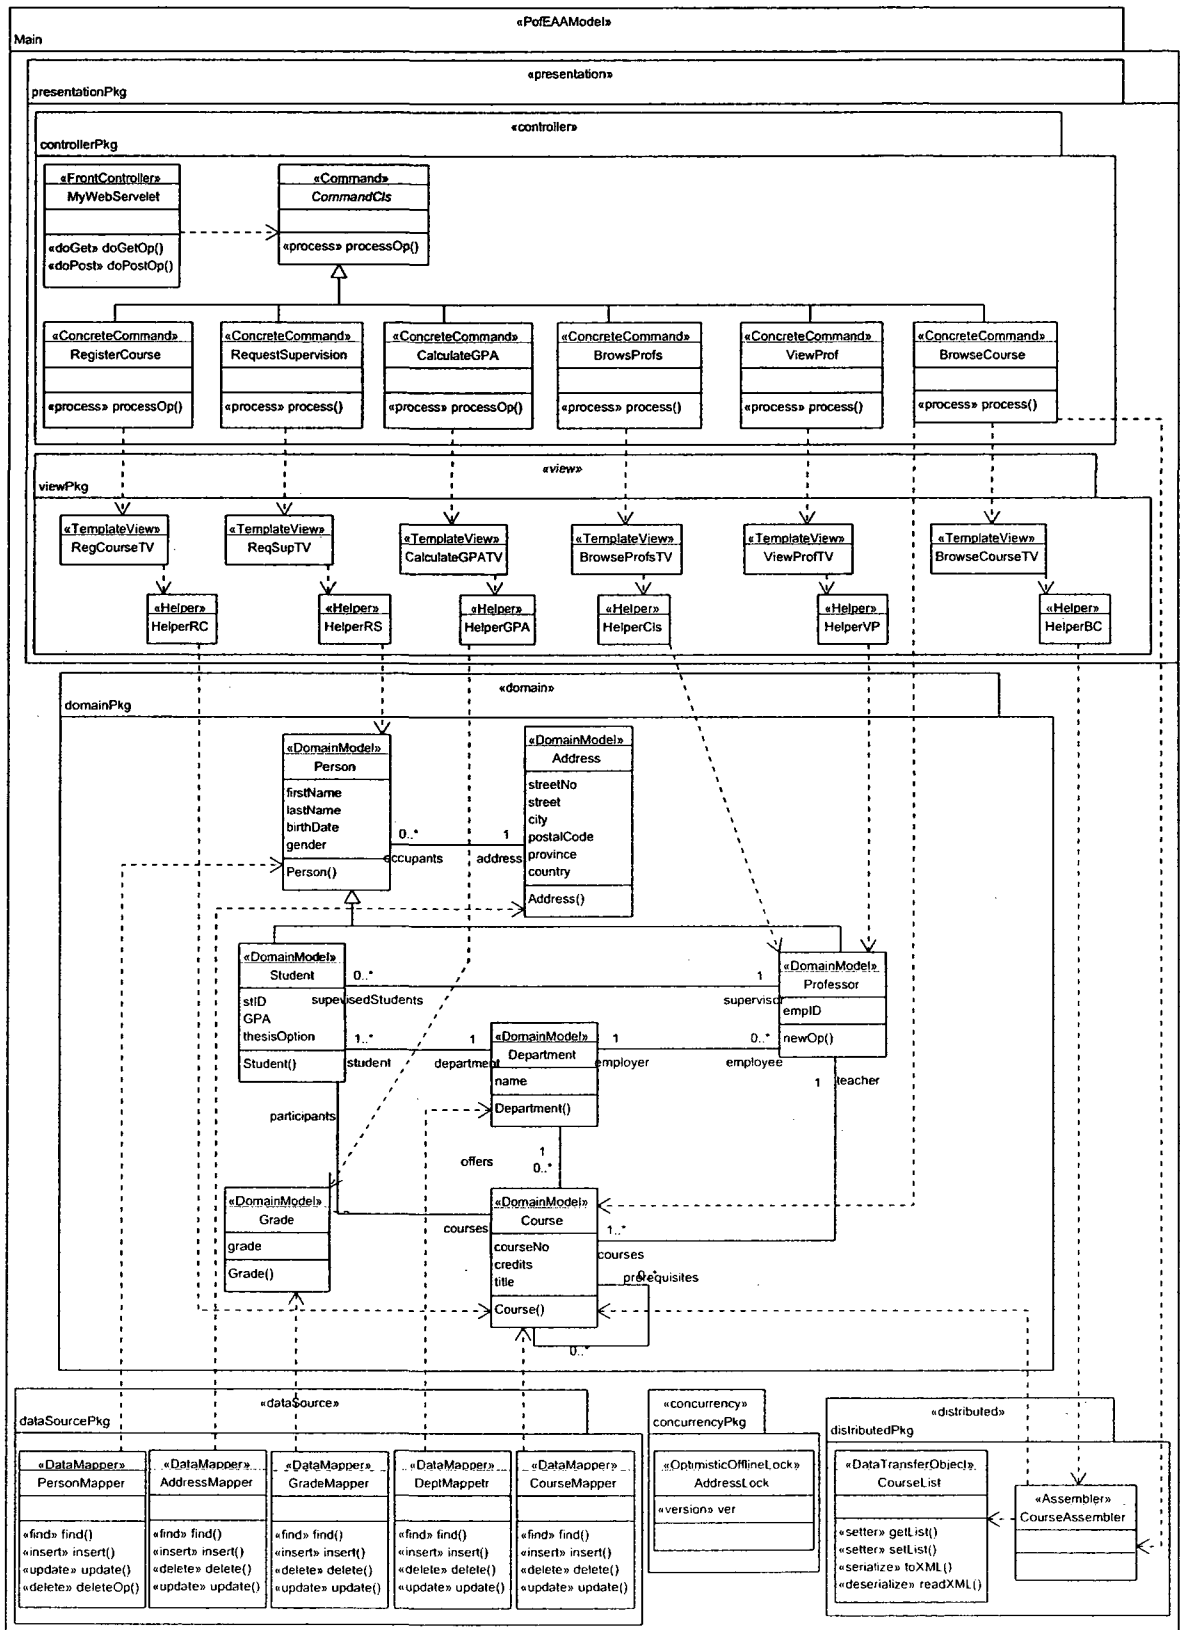 «PofEAAModel»
Main
«presentation»
presentationPkg
«controller»
controllerPkg
«FrontController»
MyWebServelet
«doGet» doGetOp()
«doPost» doPostOp()
«Command»
CommandCls
«process» processOp()
«ConcreteCommand»
RegisterCourse
«process» processOp()
«ConcreteCommand»
RequestSupervision
«process» process()
«ConcreteCommand»
CalculateGPA
«process» processOp()
«ConcreteCommand»
BrowsProfs
«process» process()
«ConcreteCommand»
ViewProf
«process» process()
«ConcreteCommand»
BrowseCourse
«process» process()
«view»
viewPkg
«TemplateView»
RegCourseTV
«TemplateView»
ReqSupTV
«TemplateView»
CalculateGPATV
«TemplateView»
BrowseProfsTV
«TemplateView»
ViewProfTV
«TemplateView»
BrowseCourseTV
«Helper»
HelperRC
«Helper»
HelperRS
«Helper»
HelperGPA
«Helper»
HelperCls
«Helper»
HelperVP
«Helper»
HelperBC
«domain»
domainPkg
«DomainModel»
Person
firstName
lastName
birthDate
gender
Person()
0..*
occupants
1
address
«DomainModel»
Address
streetNo
street
city
postalCode
province
country
Address()
«DomainModel»
Student
stID
GPA
thesisOption
Student()
0..*
supevisedStudents
1
supervisor
«DomainModel»
Professor
empID
newOp()
1..*
student
1
department
«DomainModel»
Department
name
Department()
1
employer
0..*
employee
1
teacher
participants
offers
1
0..*
«DomainModel»
Grade
grade
Grade()
courses
«DomainModel»
Course
courseNo
credits
title
Course()
1..*
courses
0..*
prerequisites
0..*
«dataSource»
dataSourcePkg
«DataMapper»
PersonMapper
«find» find()
«insert» insert()
«update» update()
«delete» deleteOp()
«DataMapper»
AddressMapper
«find» find()
«insert» insert()
«delete» delete()
«update» update()
«DataMapper»
GradeMapper
«find» find()
«insert» insert()
«delete» delete()
«update» update()
«DataMapper»
DeptMappetr
«find» find()
«insert» insert()
«delete» delete()
«update» update()
«DataMapper»
CourseMapper
«find» find()
«insert» insert()
«delete» delete()
«update» update()
«concurrency»
concurrencyPkg
«OptimisticOfflineLock»
AddressLock
«version» ver
«distributed»
distributedPkg
«DataTransferObject»
CourseList
«setter» getList()
«setter» setList()
«serialize» toXML()
«deserialize» readXML()
«Assembler»
CourseAssembler